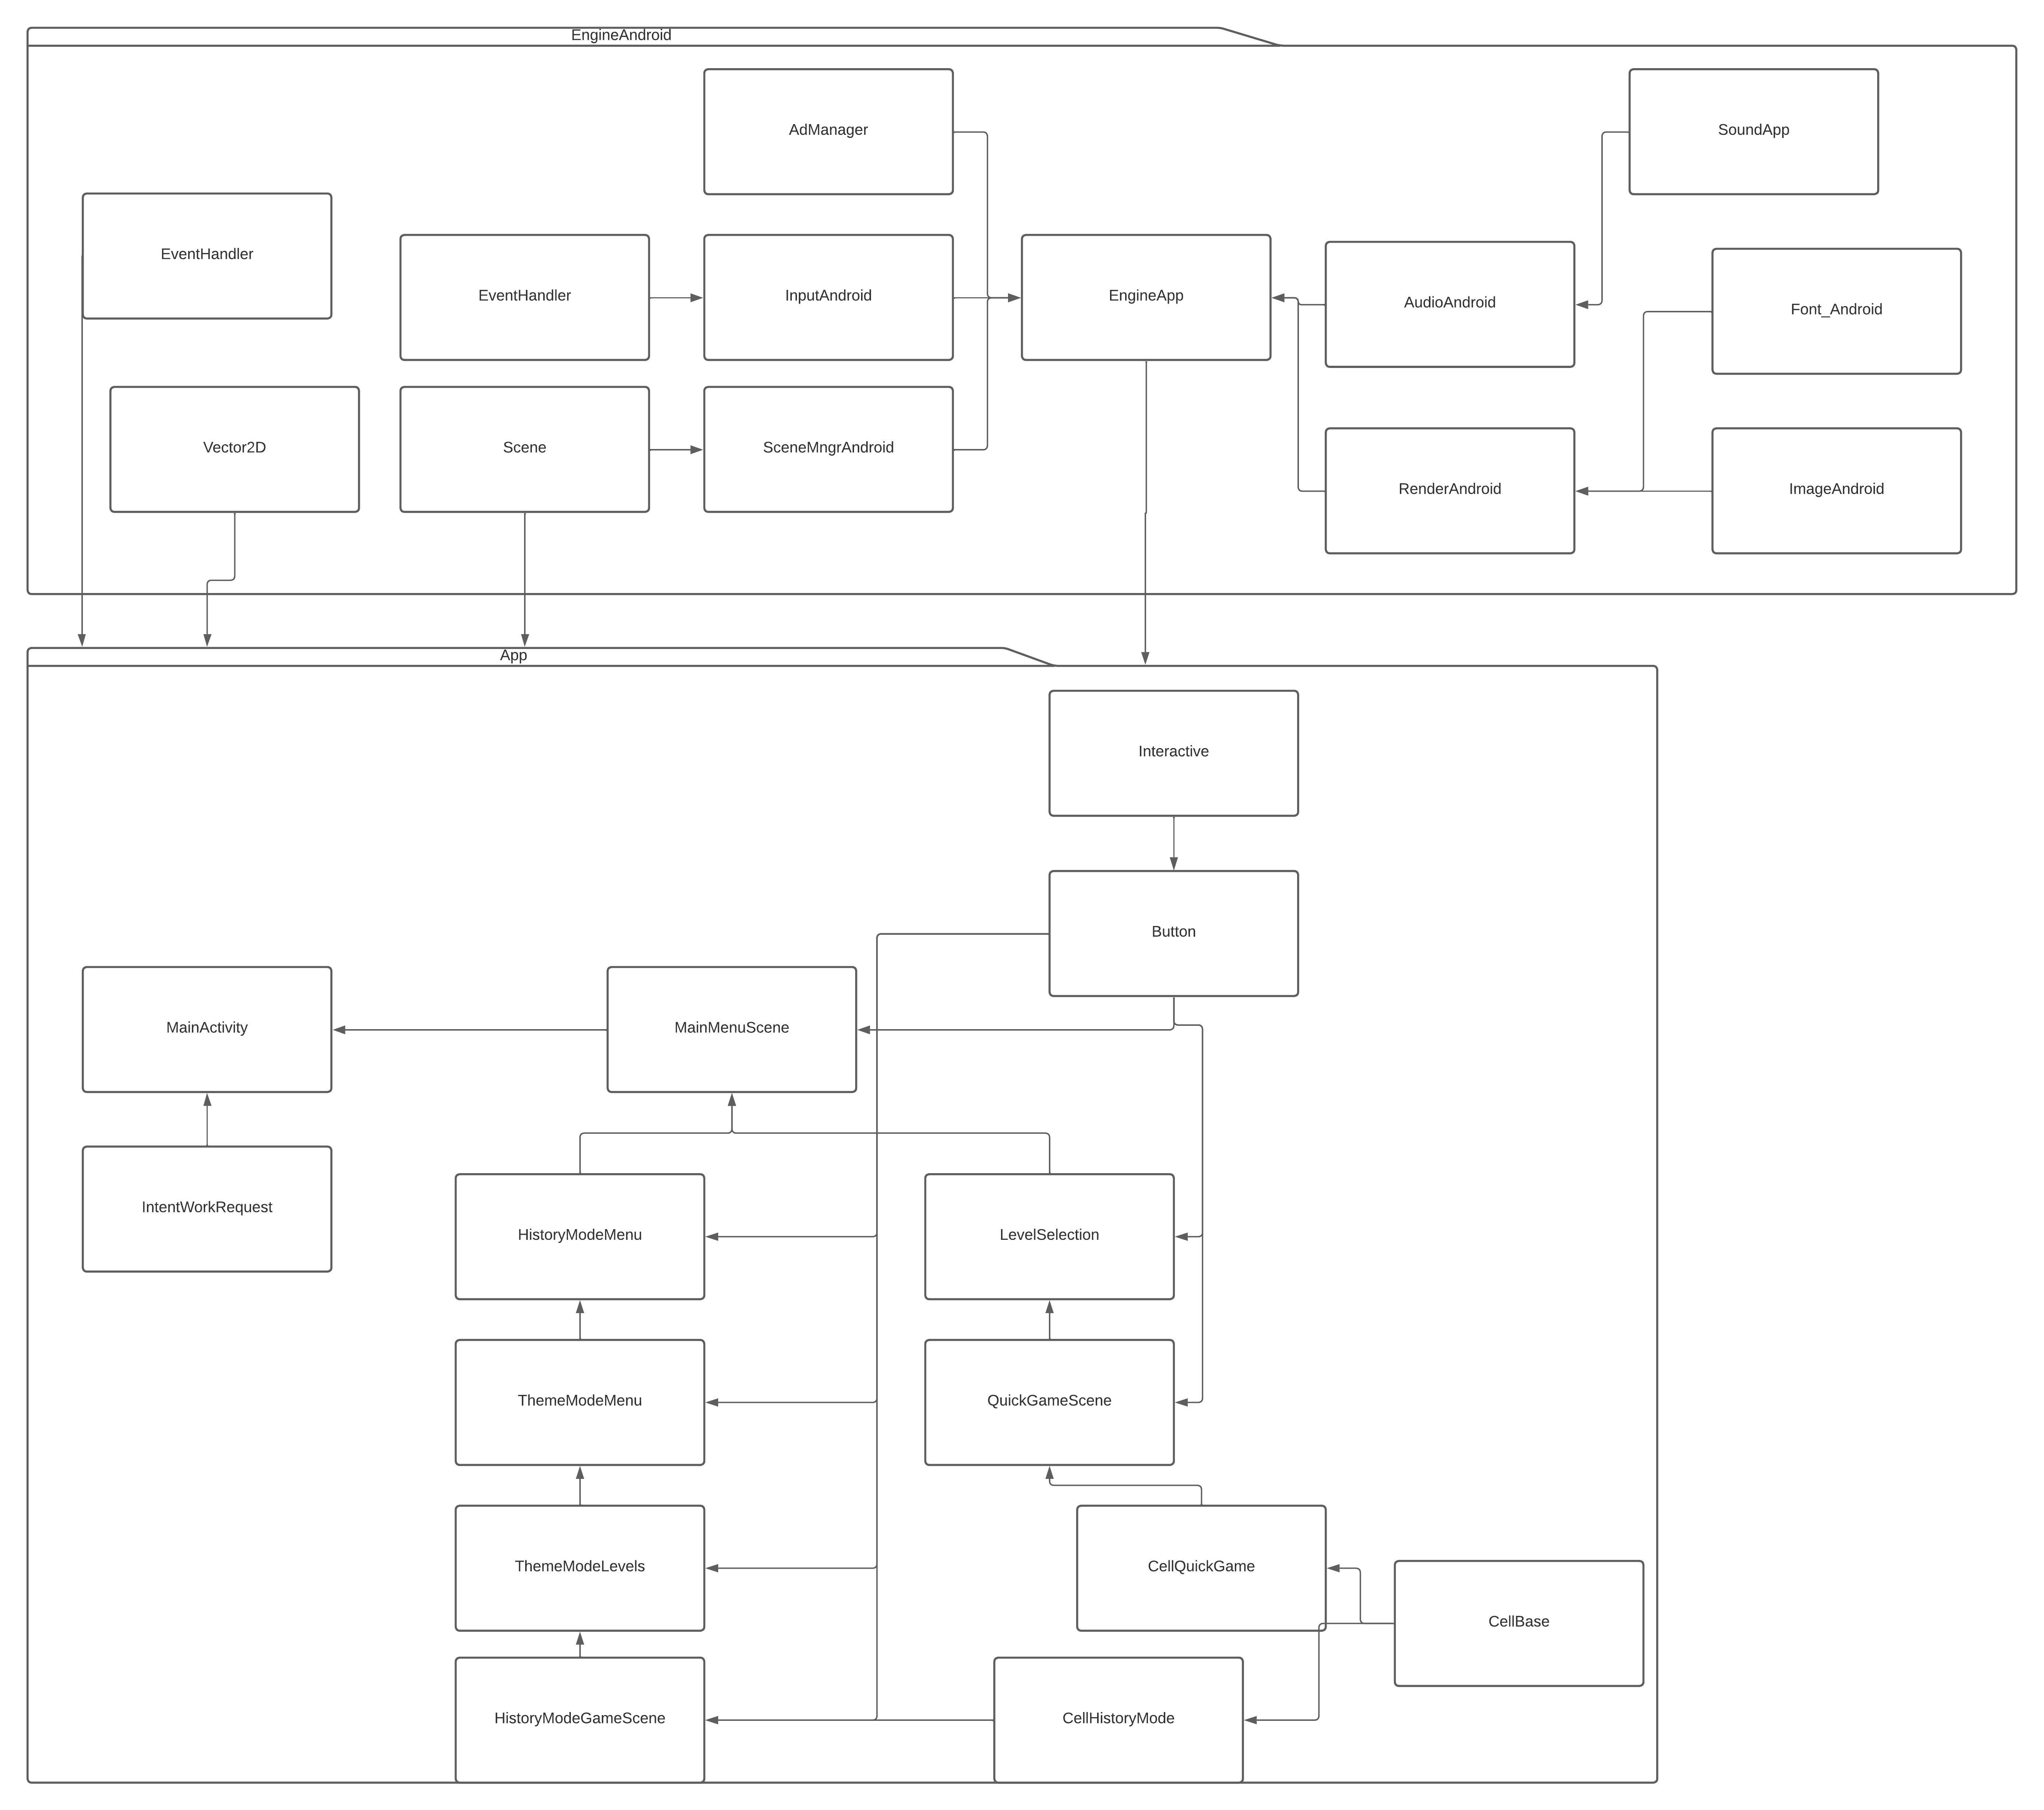 EngineAndroid
AdManager
SoundApp
EventHandler
EventHandler
InputAndroid
EngineApp
AudioAndroid
Font_Android
Vector2D
Scene
SceneMngrAndroid
RenderAndroid
ImageAndroid
App
Interactive
Button
MainActivity
MainMenuScene
IntentWorkRequest
HistoryModeMenu
LevelSelection
ThemeModeMenu
QuickGameScene
ThemeModeLevels
CellQuickGame
CellBase
HistoryModeGameScene
CellHistoryMode